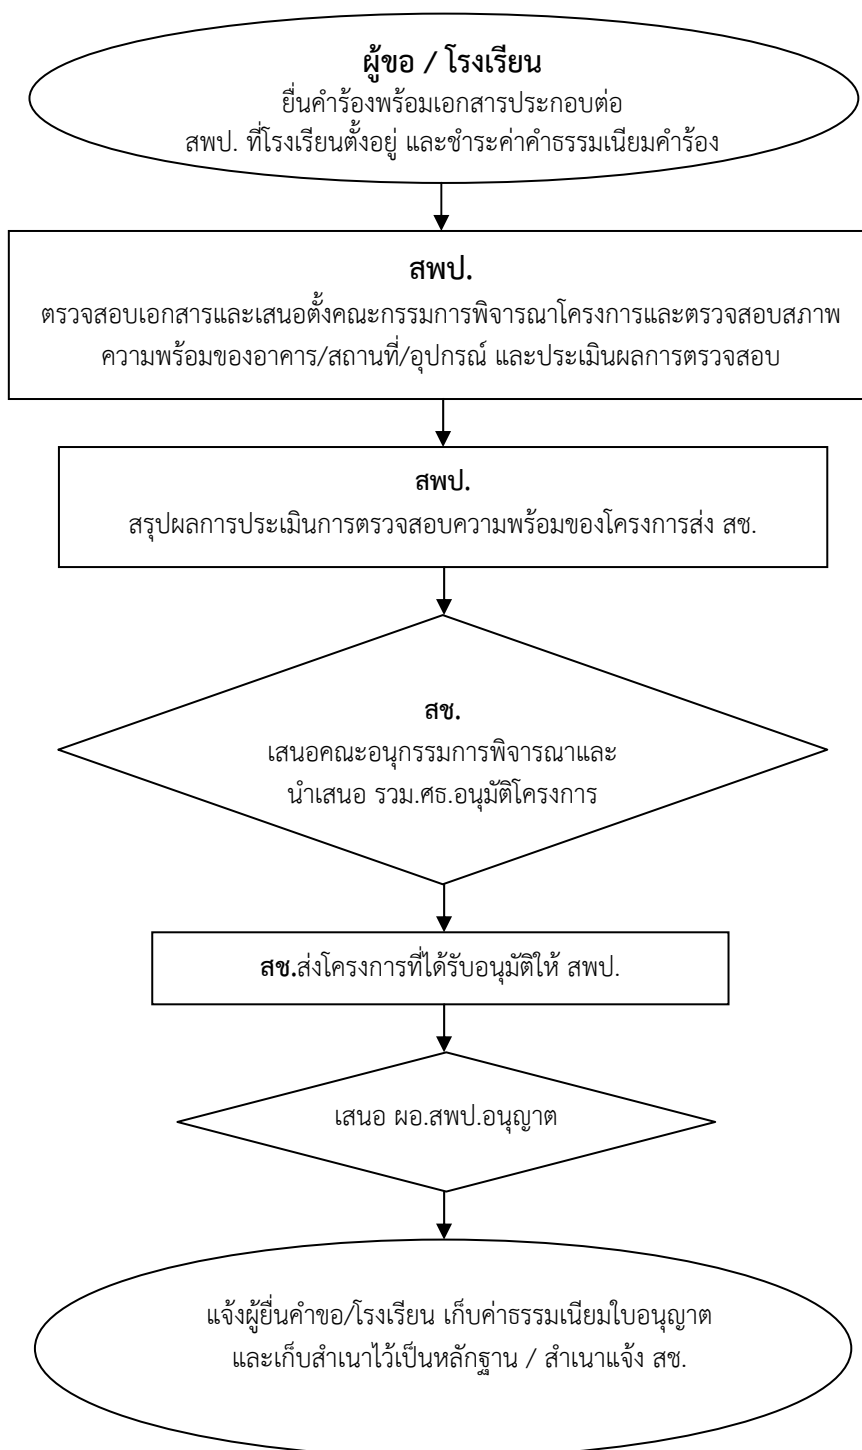 ผู้ขอ / โรงเรียน
ยื่นคำร้องพร้อมเอกสารประกอบต่อ
สพป. ที่โรงเรียนตั้งอยู่ และชำระค่าคำธรรมเนียมคำร้อง
สพป.
ตรวจสอบเอกสารและเสนอตั้งคณะกรรมการพิจารณาโครงการและตรวจสอบสภาพ
ความพร้อมของอาคาร/สถานที่/อุปกรณ์ และประเมินผลการตรวจสอบ
สพป.
สรุปผลการประเมินการตรวจสอบความพร้อมของโครงการส่ง สช.
สช.
เสนอคณะอนุกรรมการพิจารณาและ
นำเสนอ รวม.ศธ.อนุมัติโครงการ
สช.ส่งโครงการที่ได้รับอนุมัติให้ สพป.
เสนอ ผอ.สพป.อนุญาต
แจ้งผู้ยื่นคำขอ/โรงเรียน เก็บค่าธรรมเนียมใบอนุญาต
และเก็บสำเนาไว้เป็นหลักฐาน / สำเนาแจ้ง สช.